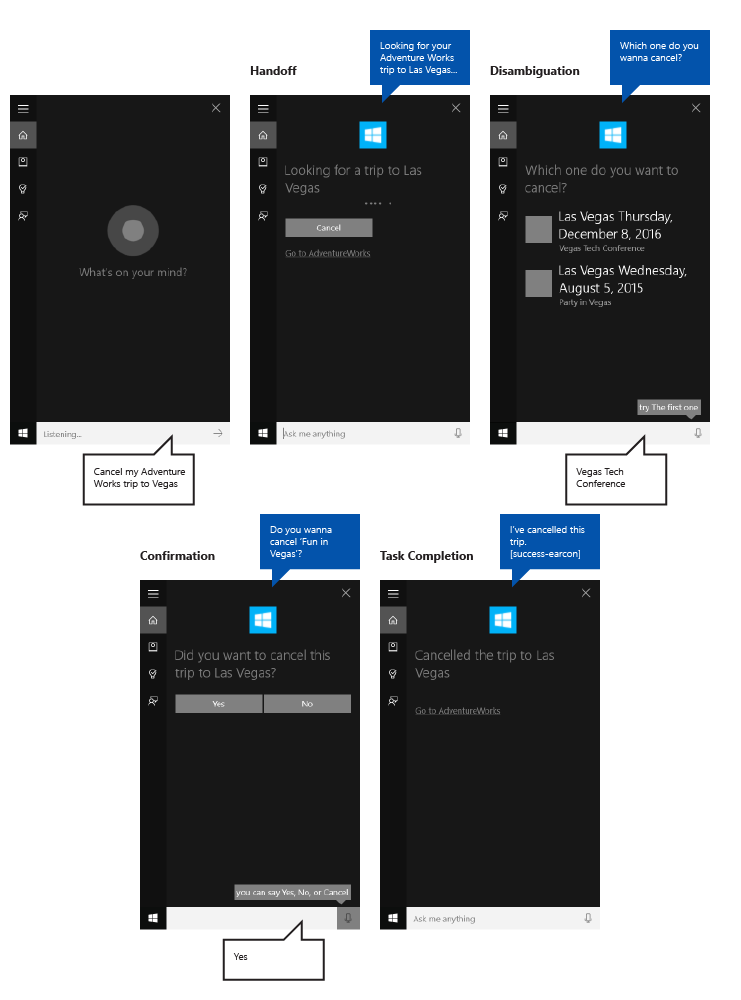 Looking for your
Adventure Works
trip to Las Vegas...
Which one do you
wanna cancel?
Handoff
Disambiguation
What's on your mind?
Listening...
Cancel my Adventure
Works trip to Vegas
Looking for a trip to Las
Vegas
Cancel
Go to AdventureWorks
Ask me anything
Which one do you want to
cancel?
Las Vegas Thursday,
December 8, 2016
Vegas Tech Conference
Las Vegas Wednesday,
August 5, 2015
Party in Vegas
try The first one
Vegas Tech
Conference
Do you wanna
cancel 'Fun in
Vegas'?
I've cancelled this
trip.
[success-earcon]
Confirmation
Task Completion
Did you want to cancel this
trip to Las Vegas?
Yes
No
you can say Yes, No, or Cancel
Yes
Cancelled the trip to Las
Vegas
Go to AdventureWorks
Ask me anything